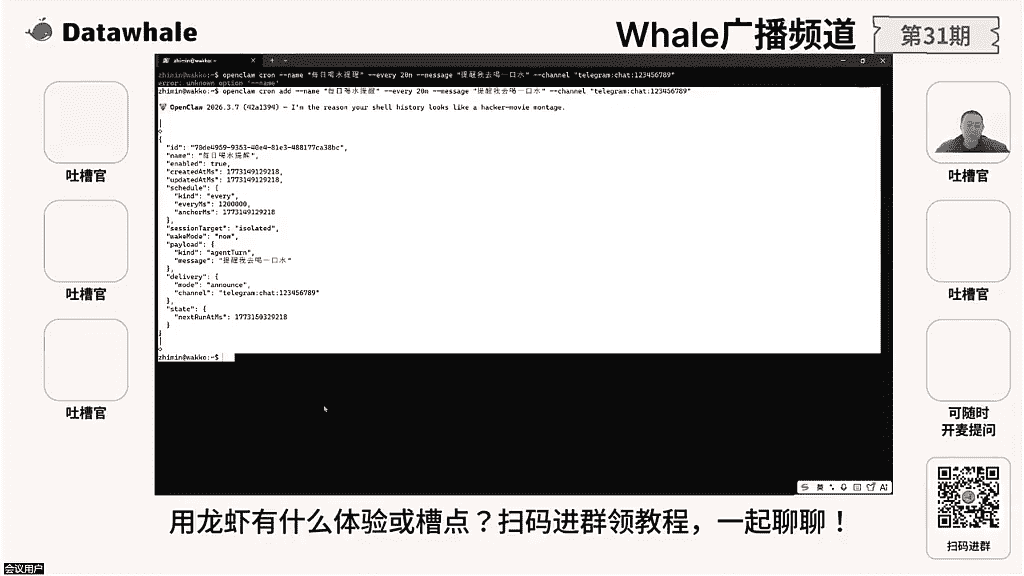 Datawhale
Whale广播频道
第31期
zhimin@wakko: ~
zhimin@wakko:~$ openclaw cron --name "每日喝水提醒" --every 20m --message "提醒我去喝一口水" --channel "telegram:chat:123456789"
error: unknown option '--name'
zhimin@wakko:~$ openclaw cron add --name "每日喝水提醒" --every 20m --message "提醒我去喝一口水" --channel "telegram:chat:123456789"
OpenClaw 2026.3.7 (42a1394) — I'm the reason your shell history looks like a hacker-movie montage.
{
"id": "70de4959-9353-40e4-81e3-488177ca38bc",
"name": "每日喝水提醒",
"enabled": true,
"createdAtMs": 1773149129218,
"updatedAtMs": 1773149129218,
"schedule": {
"kind": "every",
"everyMs": 1200000,
"anchorMs": 1773149129218
},
"sessionTarget": "isolated",
"wakeMode": "now",
"payload": {
"kind": "agentTurn",
"message": "提醒我去喝一口水"
},
"delivery": {
"mode": "announce",
"channel": "telegram:chat:123456789"
},
"state": {
"nextRunAtMs": 1773150329218
}
}
zhimin@wakko:~$
吐槽官
吐槽官
吐槽官
吐槽官
吐槽官
可随时
开麦提问
英
AI
用龙虾有什么体验或槽点？扫码进群领教程，一起聊聊！
扫码进群
会议用户